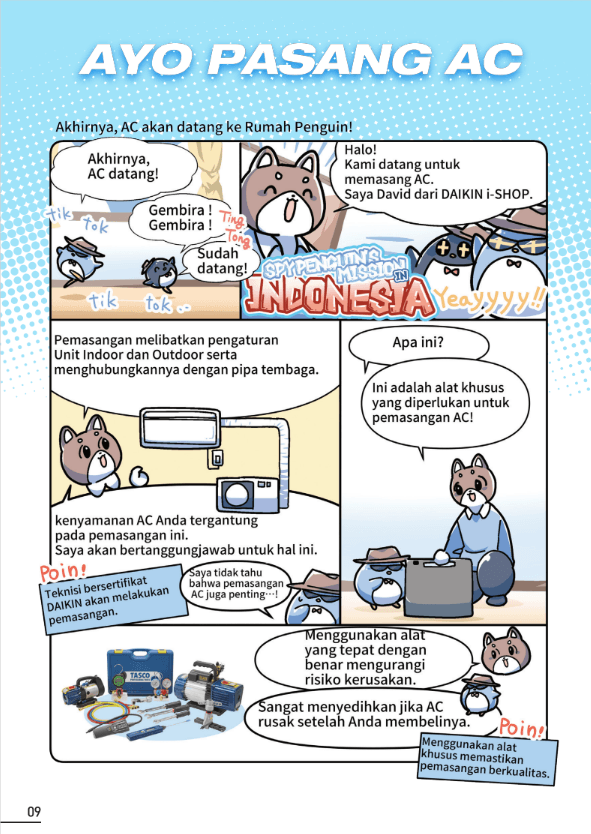 AYO PASANG AC
Akhirnya, AC akan datang ke Rumah Penguin!
Akhirnya,
AC datang!
tik
tok
Gembira !
Gembira !
Ting
Tong
Sudah
datang!
tik
tok ..
Halo!
Kami datang untuk
memasang AC.
Saya David dari DAIKIN i-SHOP.
SPY PENGUIN'S
MISSION IN
INDONESIA
Yeayyyy!!
Pemasangan melibatkan pengaturan
Unit Indoor dan Outdoor serta
menghubungkannya dengan pipa tembaga.
kenyamanan AC Anda tergantung
pada pemasangan ini.
Saya akan bertanggungjawab untuk hal ini.
Poin!
Teknisi bersertifikat
DAIKIN akan melakukan
pemasangan.
Saya tidak tahu
bahwa pemasangan
AC juga penting…!
Apa ini?
Ini adalah alat khusus
yang diperlukan untuk
pemasangan AC!
TASCO
Menggunakan alat
yang tepat dengan
benar mengurangi
risiko kerusakan.
Sangat menyedihkan jika AC
rusak setelah Anda membelinya.
Poin!
Menggunakan alat
khusus memastikan
pemasangan berkualitas.
09